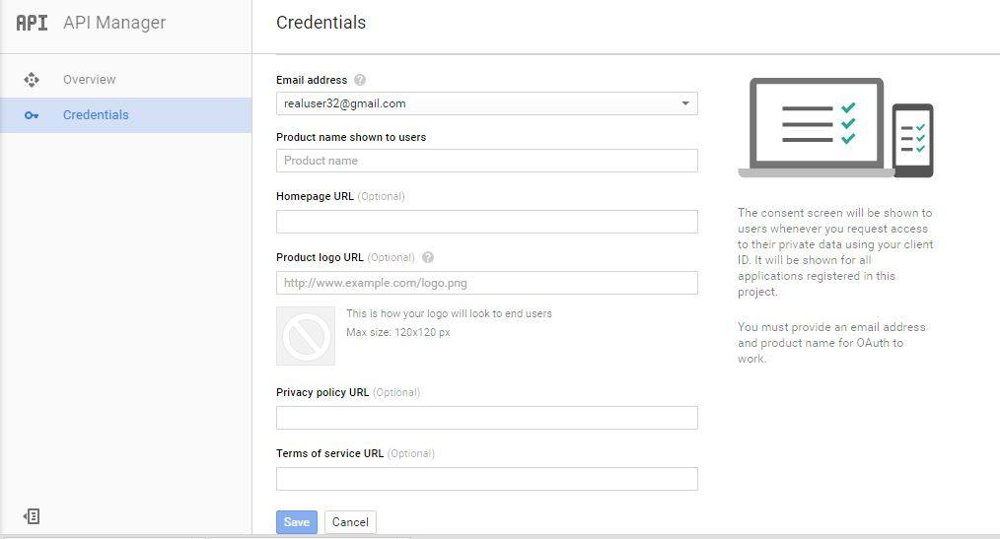 API API Manager
Credentials
Overview
Credentials
Email address ?
realuser32@gmail.com
Product name shown to users
Product name
Homepage URL (Optional)
Product logo URL (Optional) ?
http://www.example.com/logo.png
This is how your logo will look to end users
Max size: 120x120 px
Privacy policy URL (Optional)
Terms of service URL (Optional)
Save Cancel
The consent screen will be shown to
users whenever you request access
to their private data using your client
ID. It will be shown for all
applications registered in this
project.
You must provide an email address
and product name for OAuth to
work.